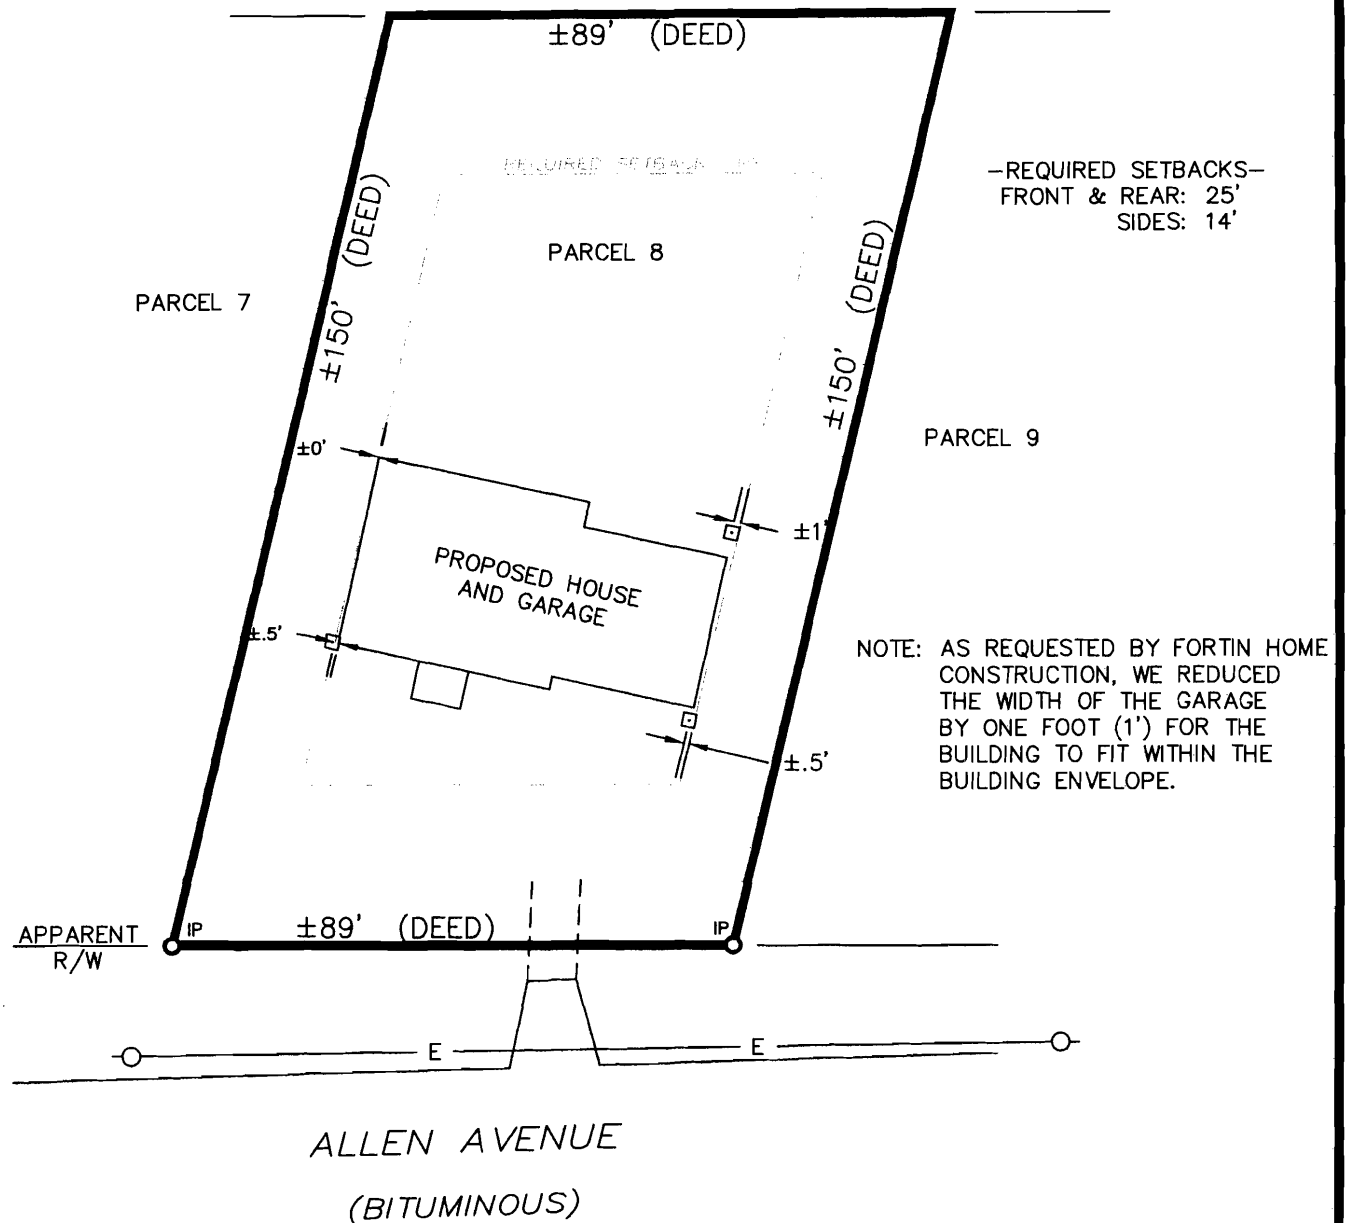 ±89' (DEED)
REQUIRED SETBACK
-REQUIRED SETBACKS-
FRONT & REAR: 25'
SIDES: 14'
PARCEL 8
PARCEL 7
±150' (DEED)
±150' (DEED)
PARCEL 9
±0'
±1'
PROPOSED HOUSE
AND GARAGE
±.5'
NOTE: AS REQUESTED BY FORTIN HOME
CONSTRUCTION, WE REDUCED
THE WIDTH OF THE GARAGE
BY ONE FOOT (1') FOR THE
BUILDING TO FIT WITHIN THE
BUILDING ENVELOPE.
±.5'
APPARENT
R/W
IP
±89' (DEED)
IP
E
E
ALLEN AVENUE
(BITUMINOUS)